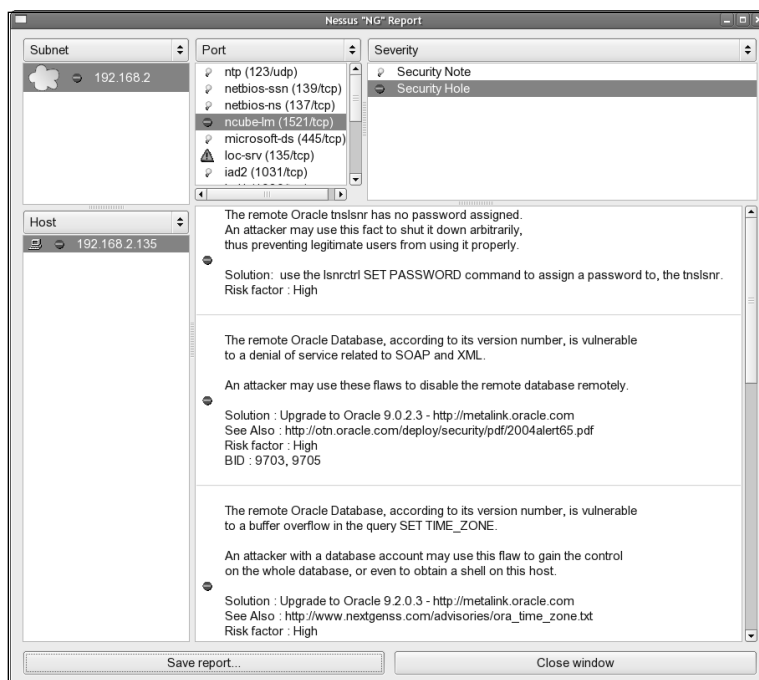 Nessus "NG" Report
Subnet
192.168.2
Port
ntp (123/udp)
netbios-ssn (139/tcp)
netbios-ns (137/tcp)
ncube-lm (1521/tcp)
microsoft-ds (445/tcp)
loc-srv (135/tcp)
iad2 (1031/tcp)
Severity
Security Note
Security Hole
Host
192.168.2.135
The remote Oracle tnslsnr has no password assigned.
An attacker may use this fact to shut it down arbitrarily,
thus preventing legitimate users from using it properly.
Solution: use the lsnrctrl SET PASSWORD command to assign a password to, the tnslsnr.
Risk factor : High
The remote Oracle Database, according to its version number, is vulnerable
to a denial of service related to SOAP and XML.
An attacker may use these flaws to disable the remote database remotely.
Solution : Upgrade to Oracle 9.0.2.3 - http://metalink.oracle.com
See Also : http://otn.oracle.com/deploy/security/pdf/2004alert65.pdf
Risk factor : High
BID : 9703, 9705
The remote Oracle Database, according to its version number, is vulnerable
to a buffer overflow in the query SET TIME_ZONE.
An attacker with a database account may use this flaw to gain the control
on the whole database, or even to obtain a shell on this host.
Solution : Upgrade to Oracle 9.2.0.3 - http://metalink.oracle.com
See Also : http://www.nextgenss.com/advisories/ora_time_zone.txt
Risk factor : High
Save report...
Close window